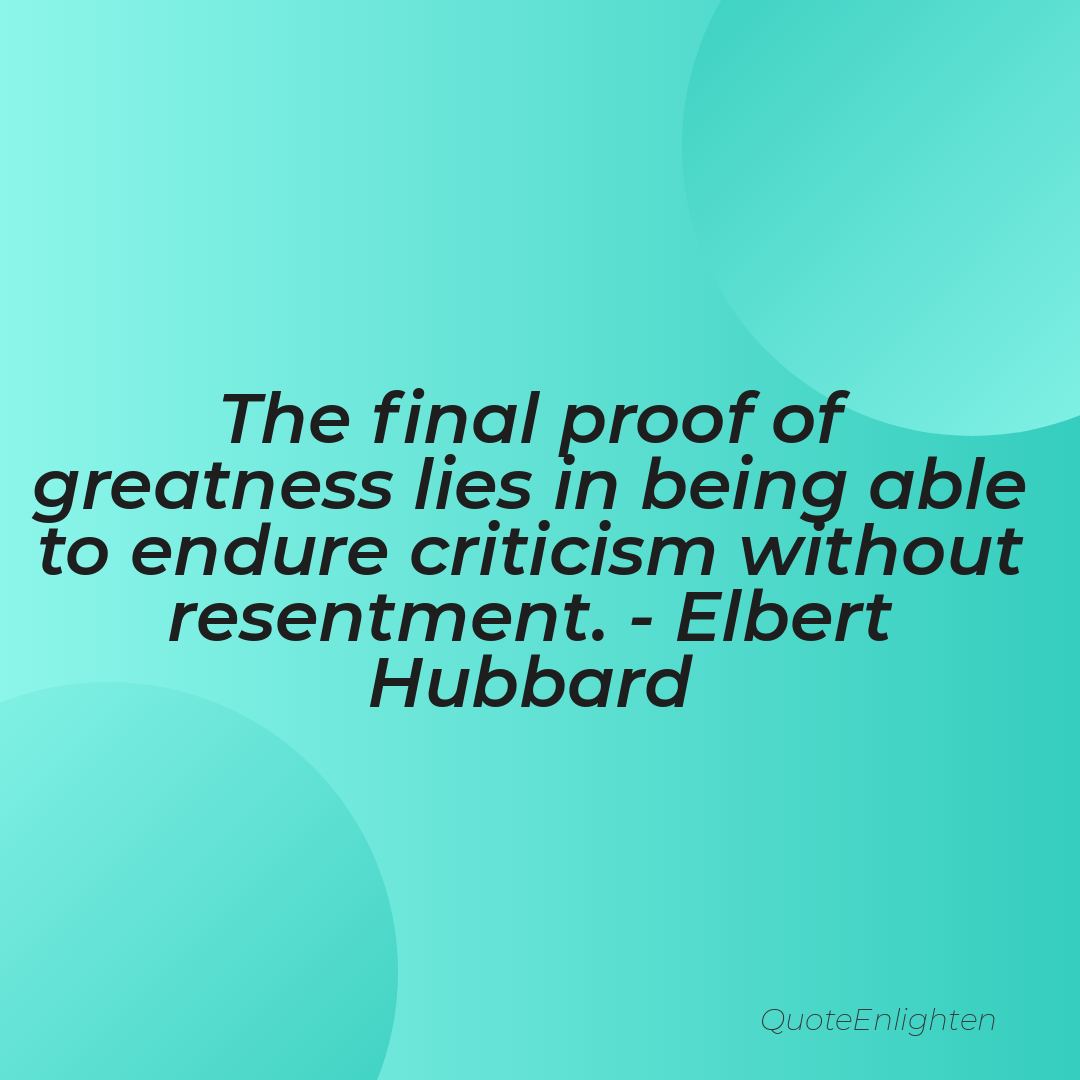 The final proof of
greatness lies in being able
to endure criticism without
resentment. - Elbert
Hubbard
QuoteEnlighten